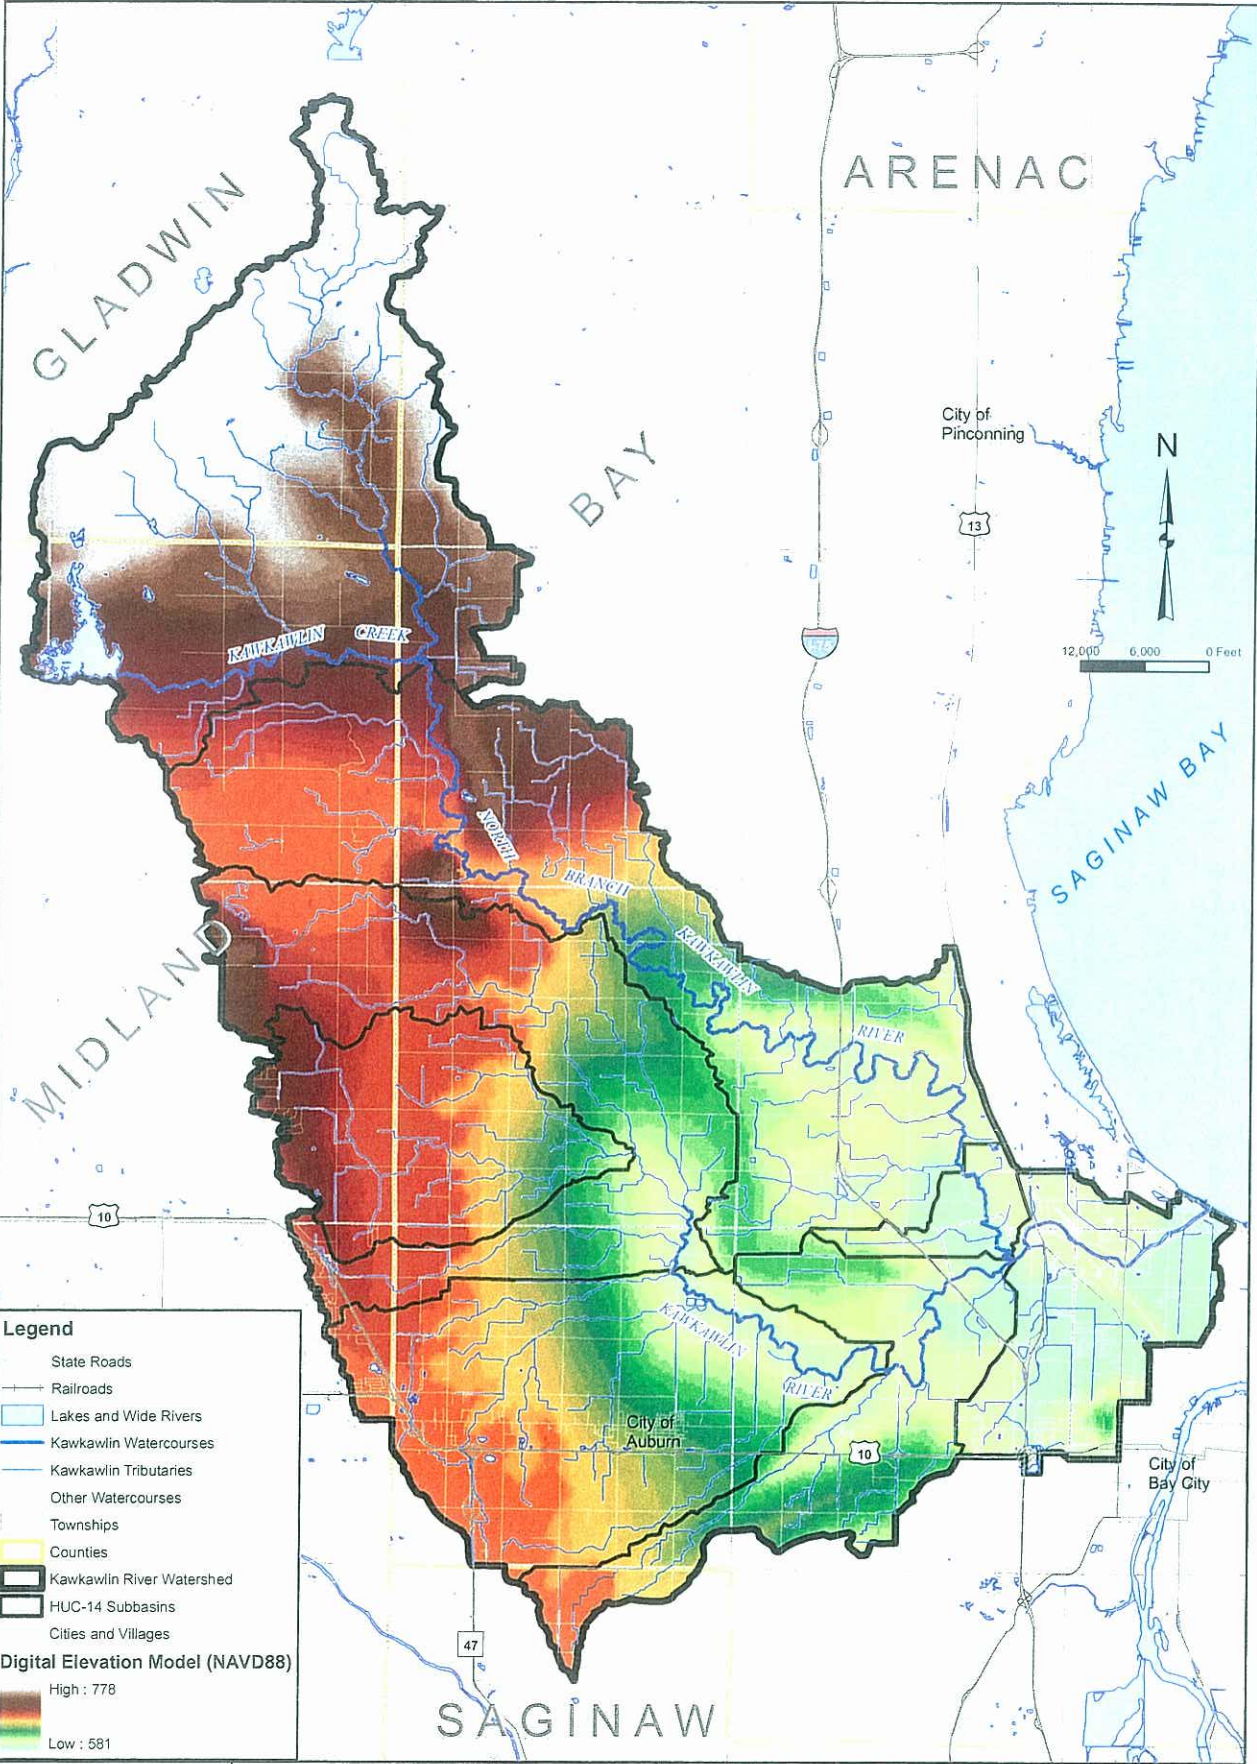 ARENAC
GLADWIN
City of
Pinconning
BAY
N
13
75
12,000 6,000 0 Feet
KAWKAWLIN CREEK
SAGINAW BAY
NORTH
BRANCH
KAWKAWLIN
RIVER
MIDLAND
10
KAWKAWLIN
RIVER
City of
Auburn
10
City of
Bay City
47
SAGINAW
Legend
State Roads
Railroads
Lakes and Wide Rivers
Kawkawlin Watercourses
Kawkawlin Tributaries
Other Watercourses
Townships
Counties
Kawkawlin River Watershed
HUC-14 Subbasins
Cities and Villages
Digital Elevation Model (NAVD88)
High : 778
Low : 581